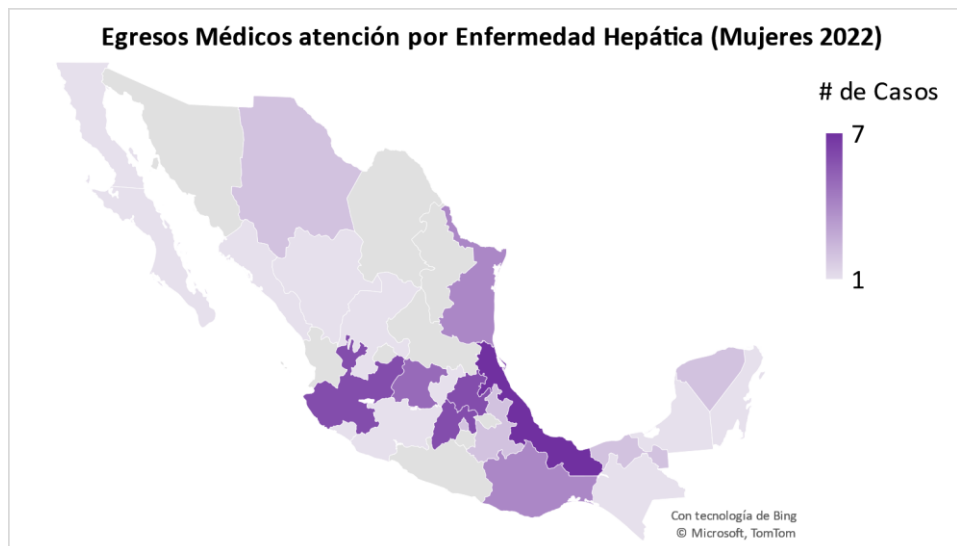 Egresos Médicos atención por Enfermedad Hepática (Mujeres 2022)
# de Casos
7
1
Con tecnología de Bing
© Microsoft, TomTom